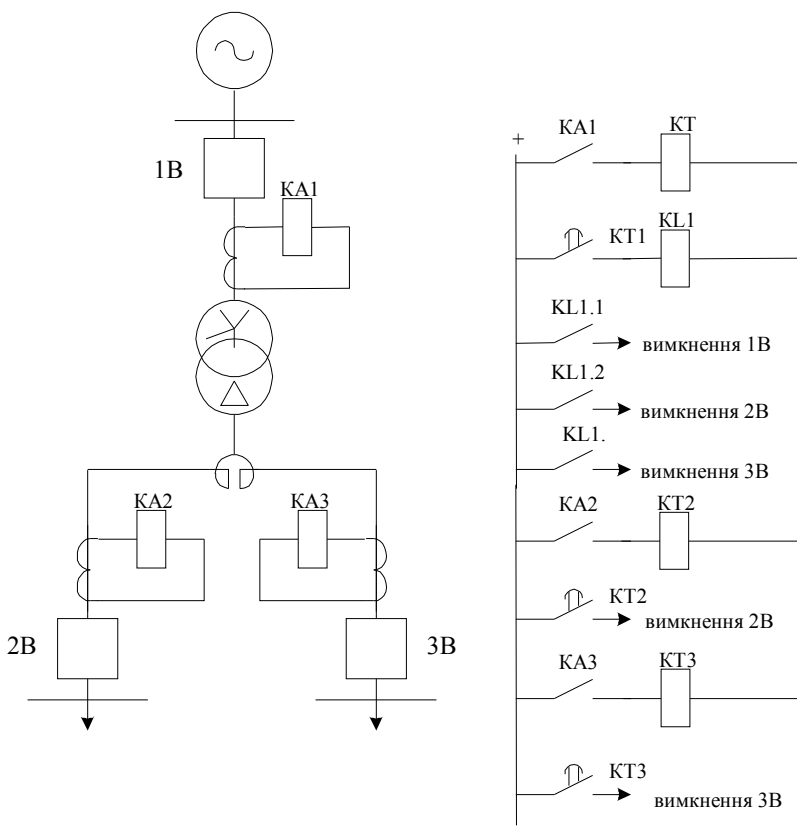 1В
КА1
КА2
КА3
2В
3В
+
КА1
КТ
КТ1
KL1
KL1.1
вимкнення 1В
KL1.2
вимкнення 2В
KL1.
вимкнення 3В
КА2
КТ2
КТ2
вимкнення 2В
КА3
КТ3
КТ3
вимкнення 3В